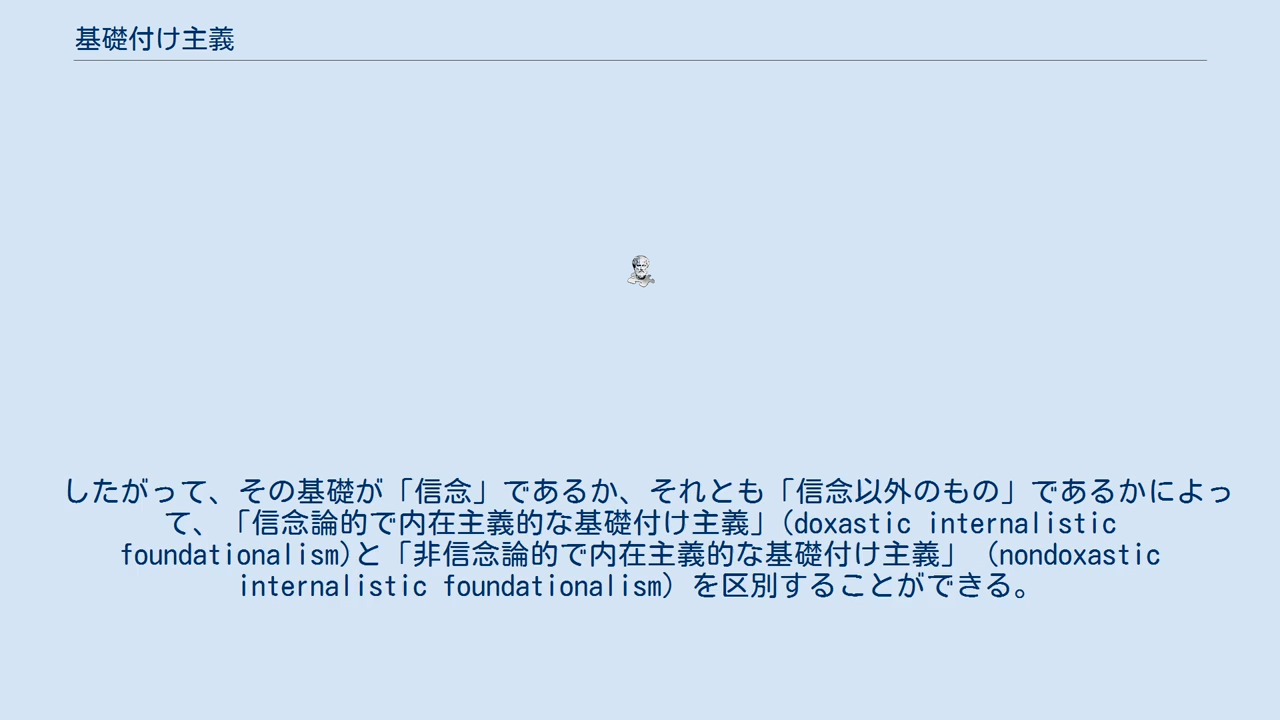 基礎付け主義
したがって、その基礎が「信念」であるか、それとも「信念以外のもの」であるかによっ
て、「信念論的で内在主義的な基礎付け主義」(doxastic internalistic
foundationalism)と「非信念論的で内在主義的な基礎付け主義」（nondoxastic
internalistic foundationalism）を区別することができる。